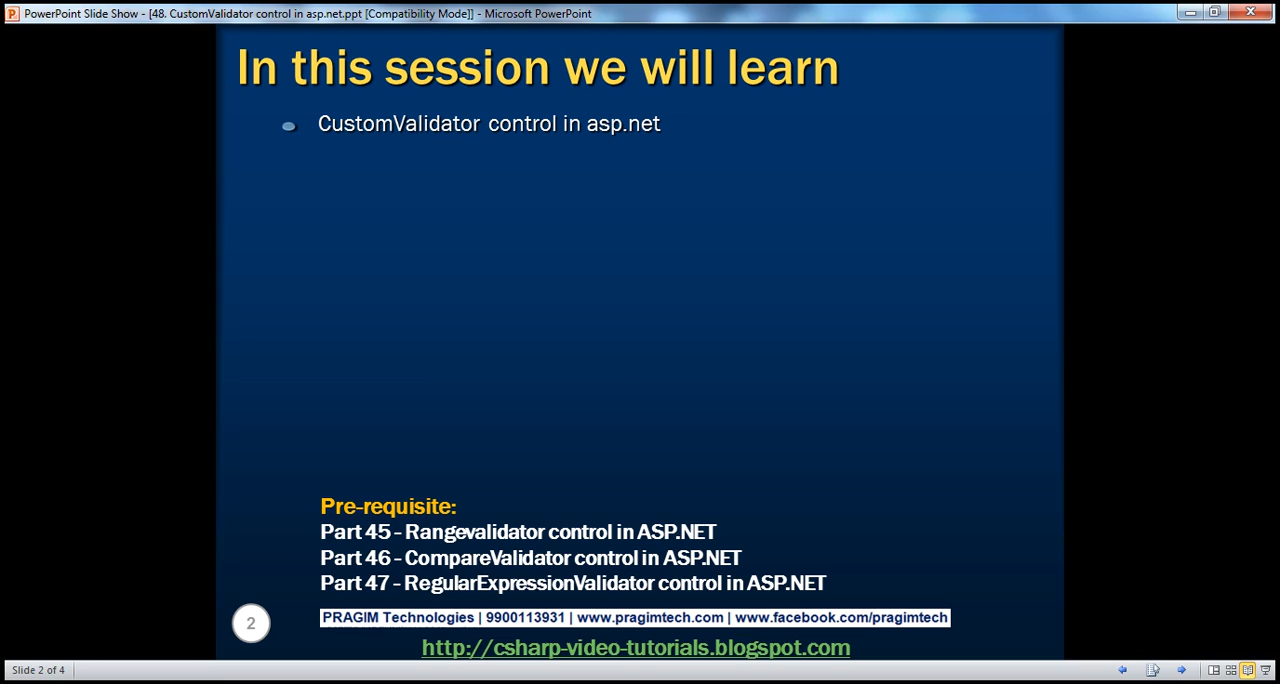 PowerPoint Slide Show - [48. CustomValidator control in asp.net.ppt [Compatibility Mode]] - Microsoft PowerPoint
In this session we will learn
CustomValidator control in asp.net
Pre-requisite:
Part 45 - Rangevalidator control in ASP.NET
Part 46 - CompareValidator control in ASP.NET
Part 47 - RegularExpressionValidator control in ASP.NET
2
PRAGIM Technologies | 9900113931 | www.pragimtech.com | www.facebook.com/pragimtech
http://csharp-video-tutorials.blogspot.com
Slide 2 of 4